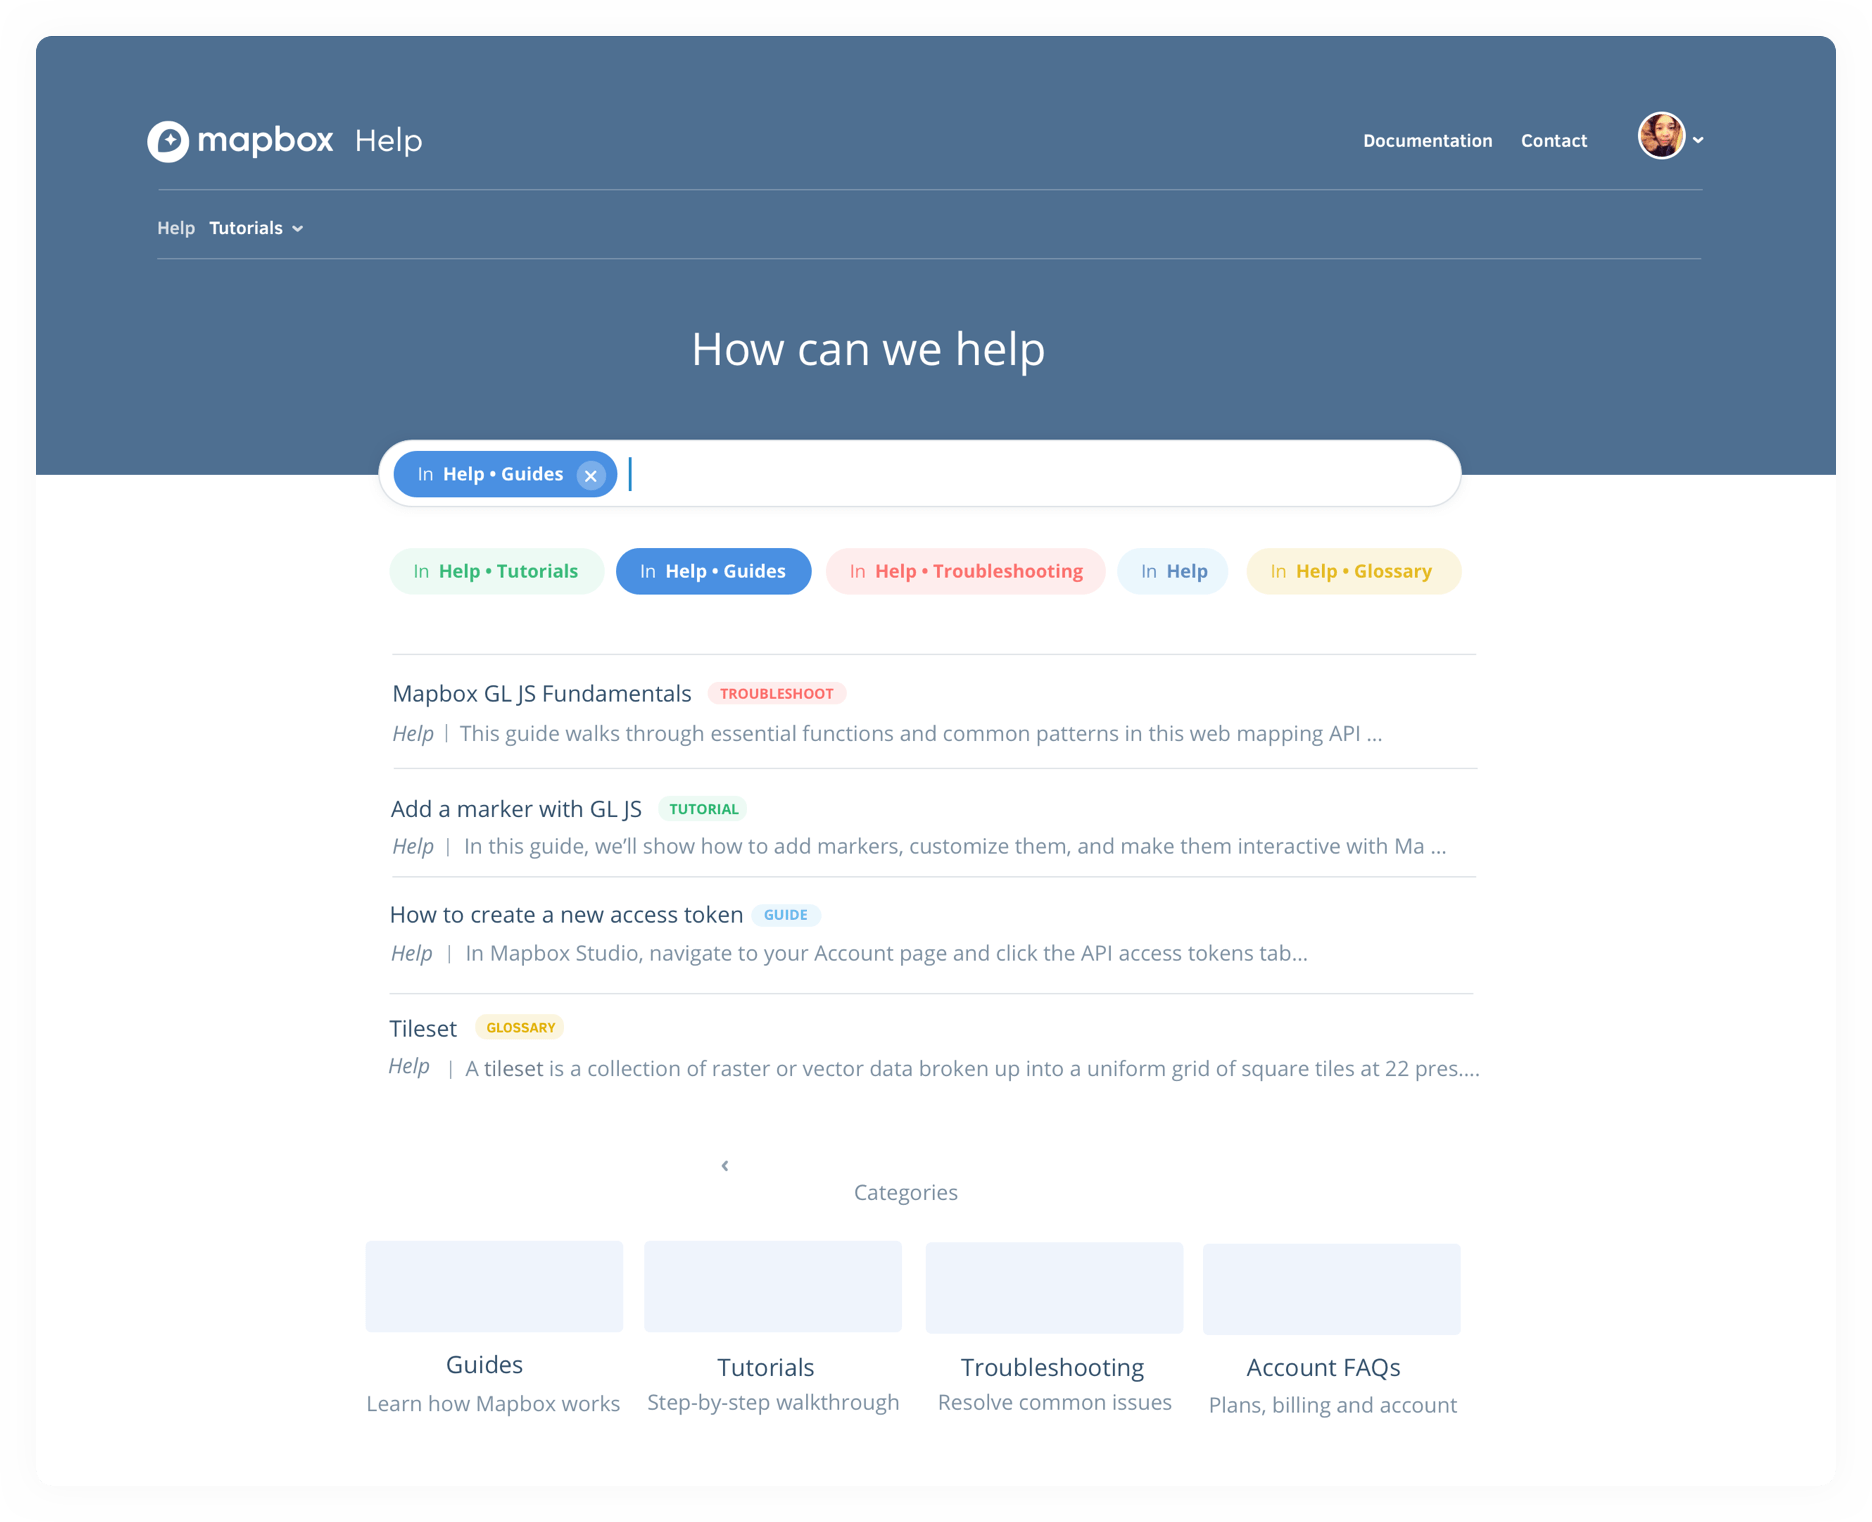 mapbox Help Documentation Contact
Help Tutorials
How can we help
In Help • Guides
In Help • Tutorials In Help • Guides In Help • Troubleshooting In Help In Help • Glossary
Mapbox GL JS Fundamentals TROUBLESHOOT
Help | This guide walks through essential functions and common patterns in this web mapping API ...
Add a marker with GL JS TUTORIAL
Help | In this guide, we’ll show how to add markers, customize them, and make them interactive with Ma ...
How to create a new access token GUIDE
Help | In Mapbox Studio, navigate to your Account page and click the API access tokens tab...
Tileset GLOSSARY
Help | A tileset is a collection of raster or vector data broken up into a uniform grid of square tiles at 22 pres....
Categories
Guides Tutorials Troubleshooting Account FAQs
Learn how Mapbox works Step-by-step walkthrough Resolve common issues Plans, billing and account